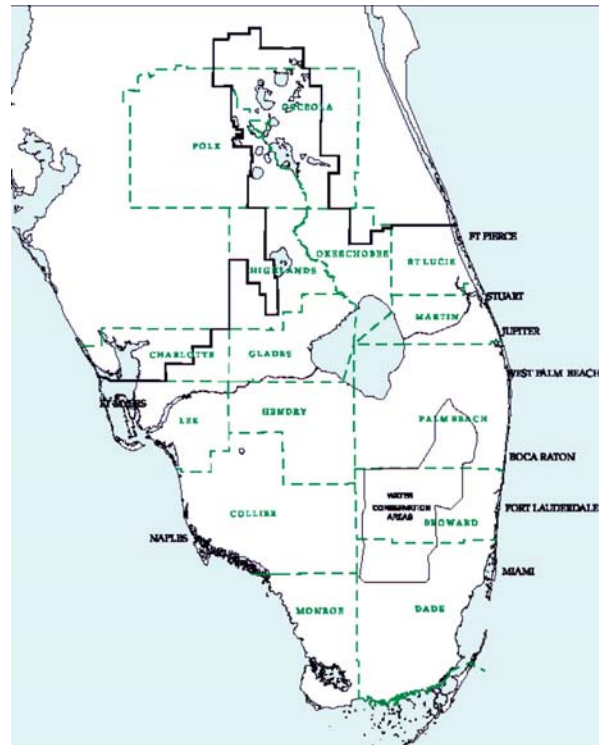 OSCEOLA
POLK
FT PIERCE
OKEECHOBEE
ST LUCIE
HIGHLANDS
STUART
MARTIN
JUPITER
CHARLOTTE
GLADES
WEST PALM BEACH
FT MYERS
LEE
HENDRY
PALM BEACH
BOCA RATON
WATER
CONSERVATION
AREAS
FORT LAUDERDALE
COLLIER
BROWARD
NAPLES
MIAMI
MONROE
DADE